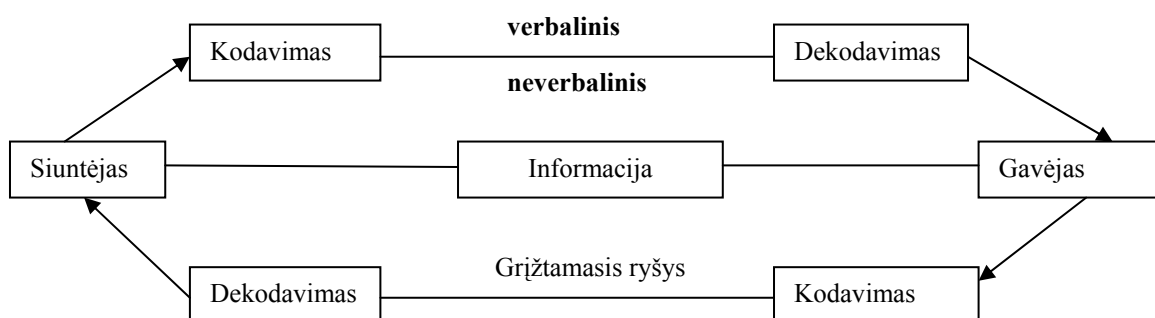 verbalinis
Kodavimas
Dekodavimas
neverbalinis
Siuntėjas
Informacija
Gavėjas
Grįžtamasis ryšys
Dekodavimas
Kodavimas